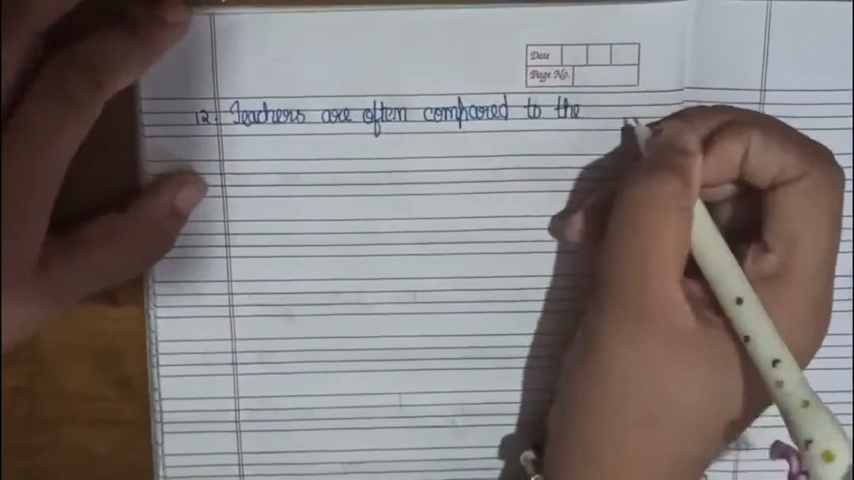 Date
Page No.
12. Teachers are often compared to the